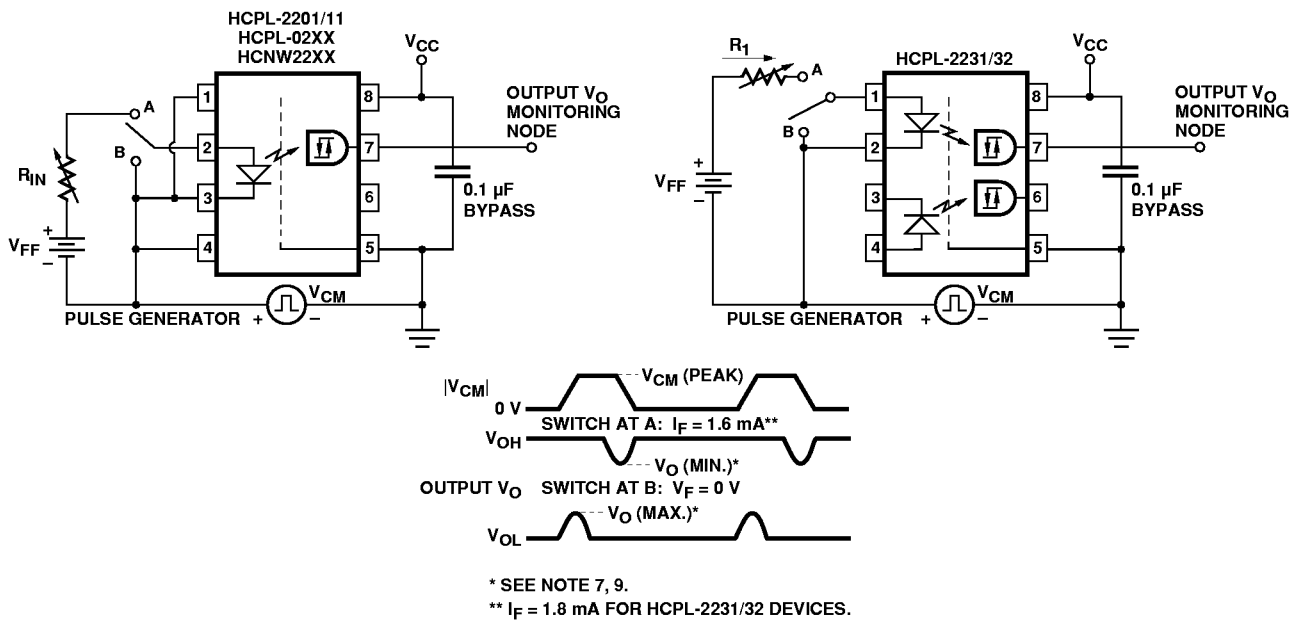 HCPL-2201/11
HCPL-02XX
HCNW22XX
VCC
1
8
A
2
7
OUTPUT VO
MONITORING
NODE
B
RIN
3
6
0.1 µF
BYPASS
VFF
+
–
4
5
VCM
PULSE GENERATOR + –
R1
A
HCPL-2231/32
VCC
1
8
OUTPUT VO
MONITORING
NODE
B
2
7
+
VFF
–
3
6
0.1 µF
BYPASS
4
5
VCM
PULSE GENERATOR + –
|VCM|
VCM (PEAK)
0 V
SWITCH AT A: IF = 1.6 mA**
VOH
VO (MIN.)*
OUTPUT VO SWITCH AT B: VF = 0 V
VO (MAX.)*
VOL
* SEE NOTE 7, 9.
** IF = 1.8 mA FOR HCPL-2231/32 DEVICES.